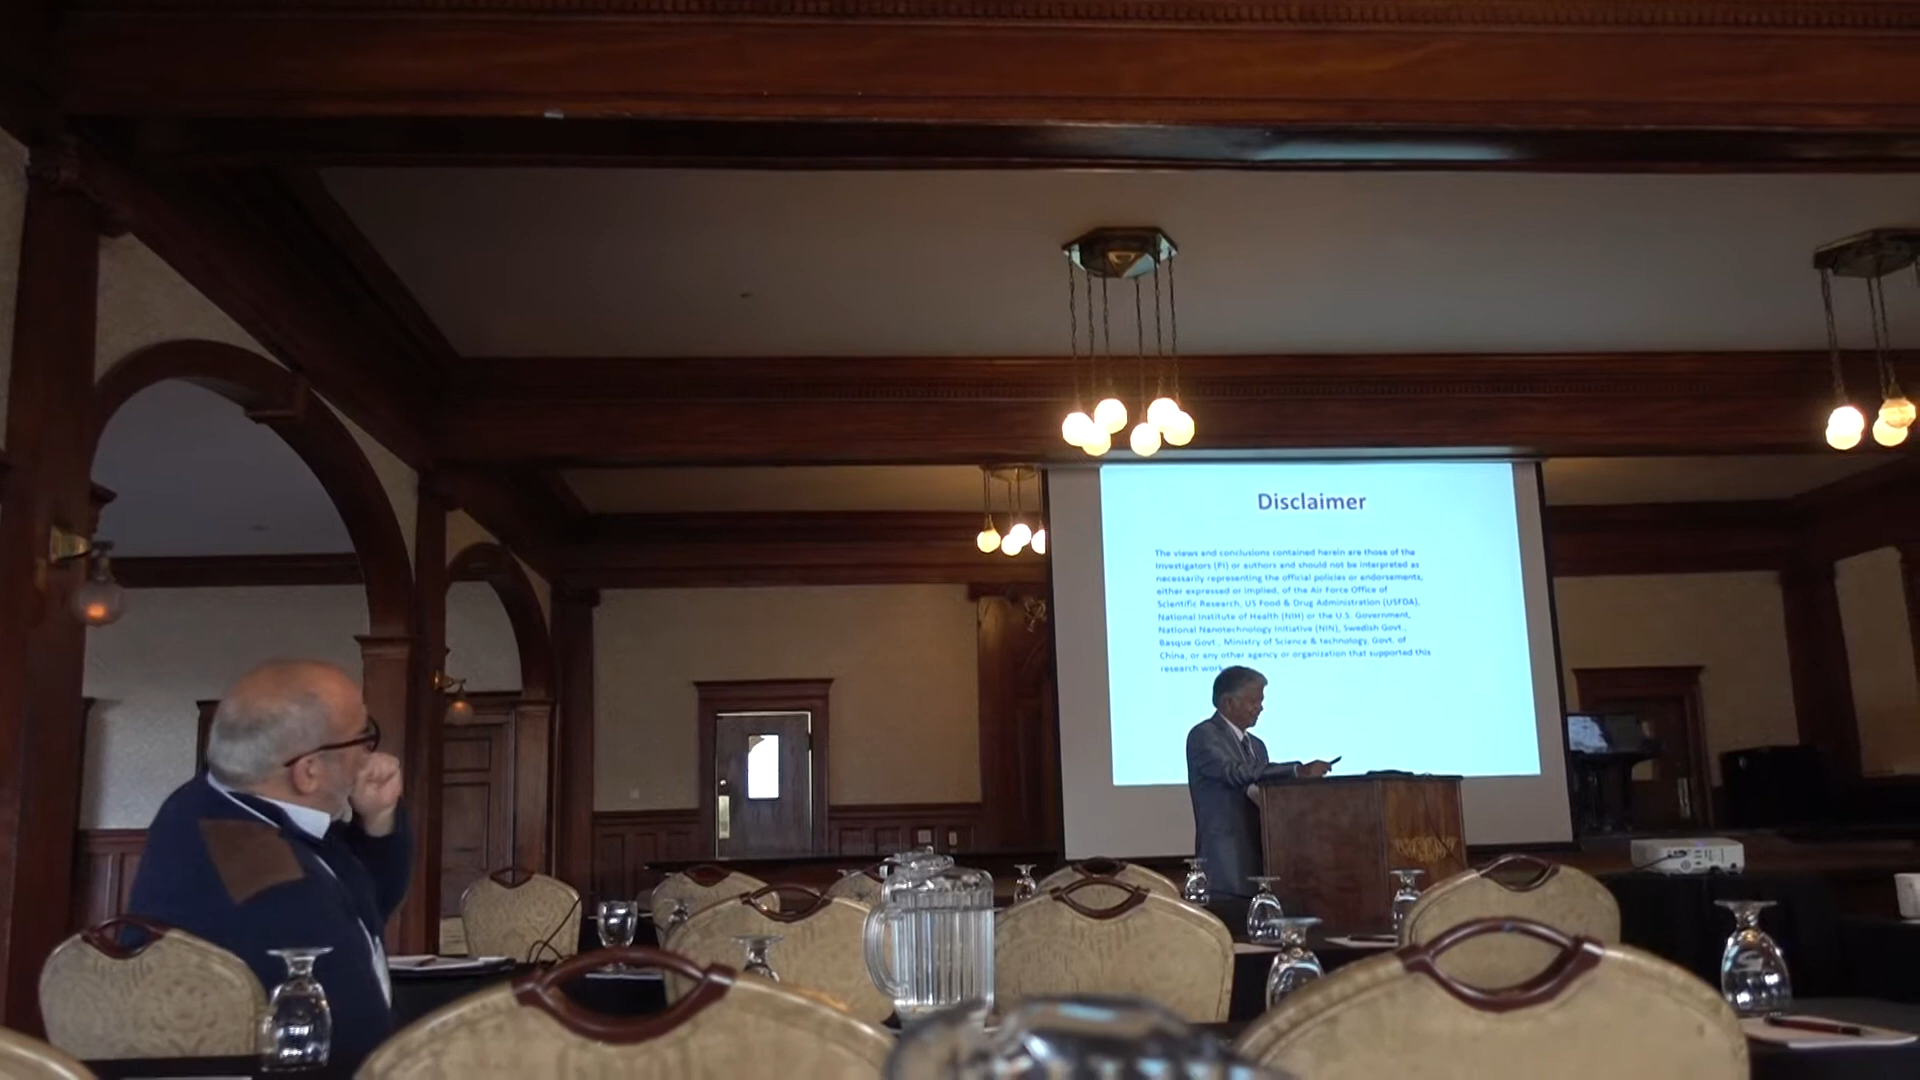 Disclaimer
The views and conclusions contained herein are those of the
Investigators (PI) or authors and should not be interpreted as
necessarily representing the official policies or endorsements,
either expressed or implied, of the Air Force Office of
Scientific Research, US Food & Drug Administration (USFDA),
National Institute of Health (NIH) or the U.S. Government,
National Nanotechnology Initiative (NIN), Swedish Govt.,
Basque Govt., Ministry of Science & technology, Govt. of
China, or any other agency or organization that supported this
research work